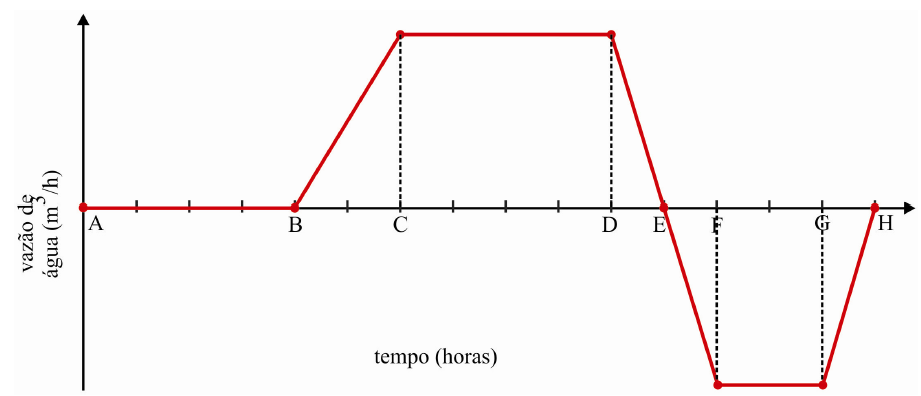 vazão de
água (m³/h)
A B C D E F G H
tempo (horas)